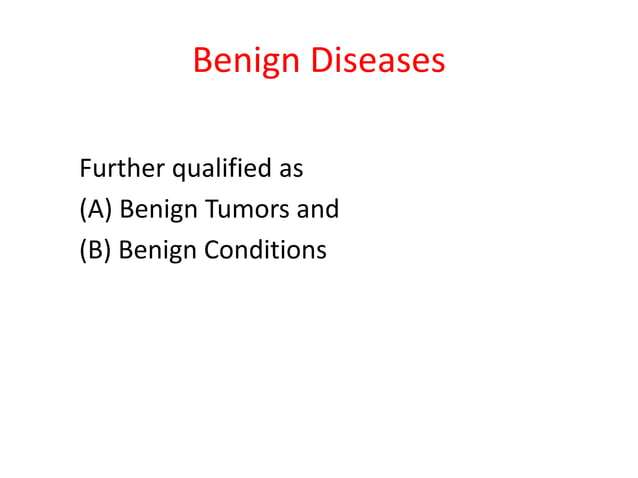 Benign Diseases
Further qualified as
(A) Benign Tumors and
(B) Benign Conditions